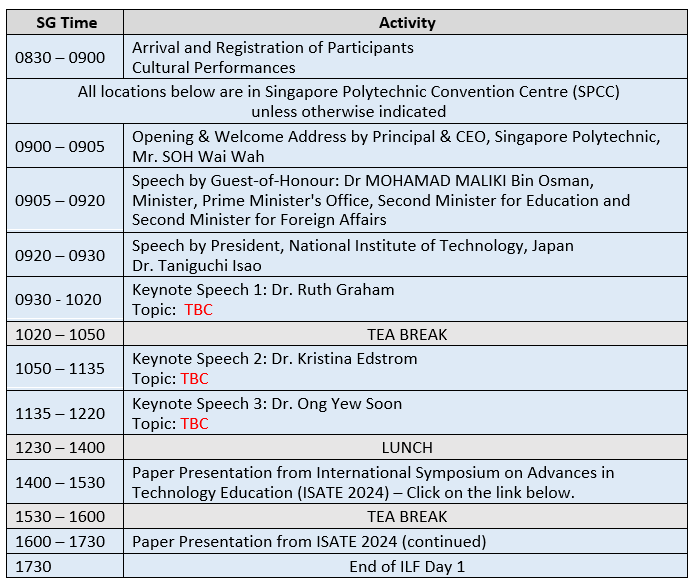 SG Time Activity
0830 – 0900 Arrival and Registration of Participants
Cultural Performances
All locations below are in Singapore Polytechnic Convention Centre (SPCC)
unless otherwise indicated
0900 – 0905 Opening & Welcome Address by Principal & CEO, Singapore Polytechnic,
Mr. SOH Wai Wah
0905 – 0920 Speech by Guest-of-Honour: Dr MOHAMAD MALIKI Bin Osman,
Minister, Prime Minister's Office, Second Minister for Education and
Second Minister for Foreign Affairs
0920 – 0930 Speech by President, National Institute of Technology, Japan
Dr. Taniguchi Isao
0930 - 1020 Keynote Speech 1: Dr. Ruth Graham
Topic: TBC
1020 – 1050 TEA BREAK
1050 – 1135 Keynote Speech 2: Dr. Kristina Edstrom
Topic: TBC
1135 – 1220 Keynote Speech 3: Dr. Ong Yew Soon
Topic: TBC
1230 – 1400 LUNCH
1400 – 1530 Paper Presentation from International Symposium on Advances in
Technology Education (ISATE 2024) – Click on the link below.
1530 – 1600 TEA BREAK
1600 – 1730 Paper Presentation from ISATE 2024 (continued)
1730 End of ILF Day 1